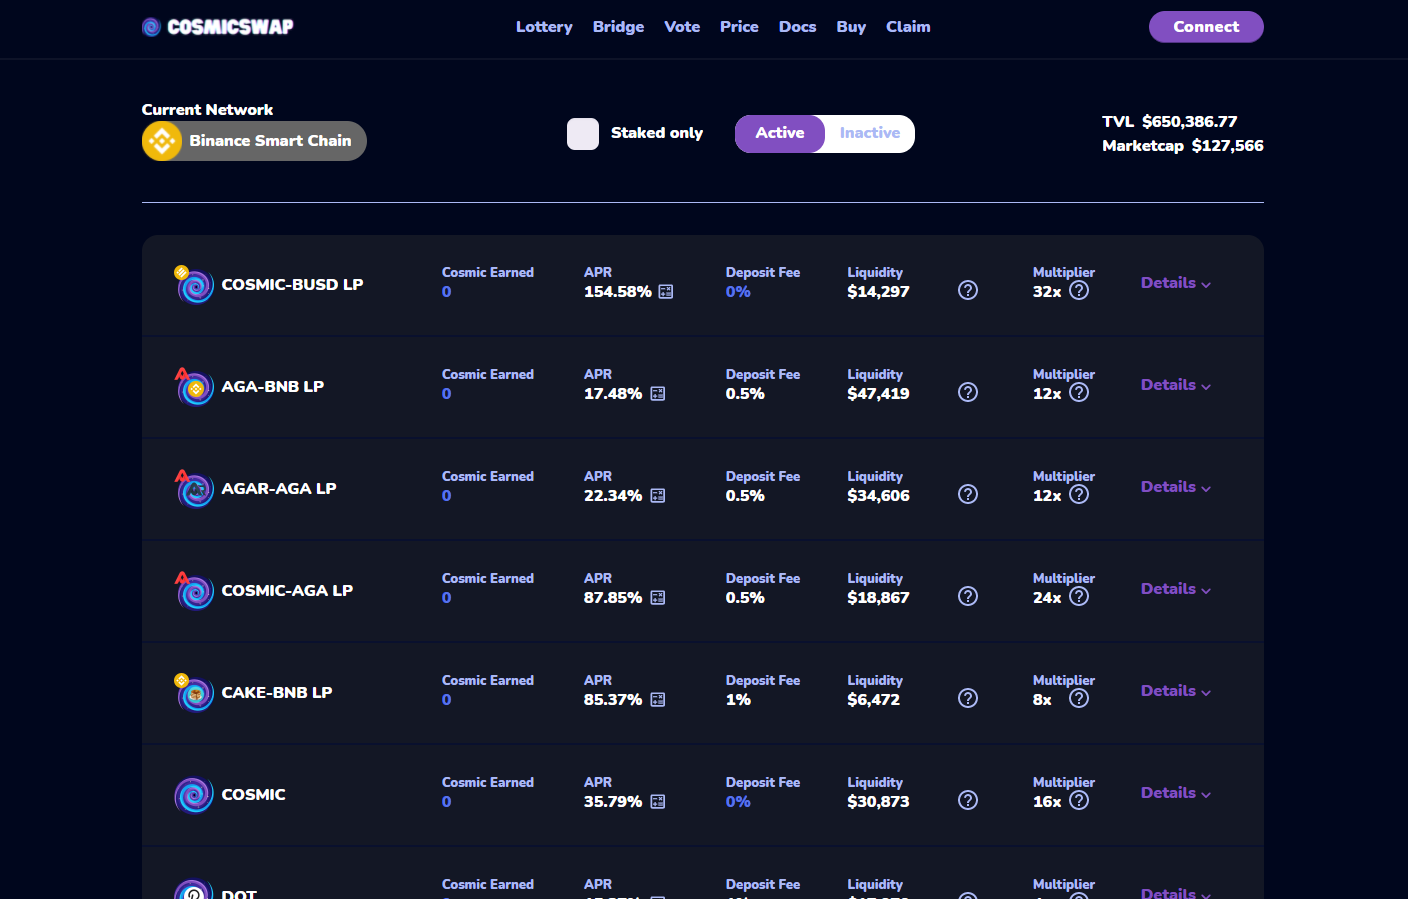 COSMICSWAP
Lottery Bridge Vote Price Docs Buy Claim
Connect
Current Network
Binance Smart Chain
Staked only
Active Inactive
TVL $650,386.77
Marketcap $127,566
COSMIC-BUSD LP
Cosmic Earned
0
APR
154.58%
Deposit Fee
0%
Liquidity
$14,297
Multiplier
32x
Details
AGA-BNB LP
Cosmic Earned
0
APR
17.48%
Deposit Fee
0.5%
Liquidity
$47,419
Multiplier
12x
Details
AGAR-AGA LP
Cosmic Earned
0
APR
22.34%
Deposit Fee
0.5%
Liquidity
$34,606
Multiplier
12x
Details
COSMIC-AGA LP
Cosmic Earned
0
APR
87.85%
Deposit Fee
0.5%
Liquidity
$18,867
Multiplier
24x
Details
CAKE-BNB LP
Cosmic Earned
0
APR
85.37%
Deposit Fee
1%
Liquidity
$6,472
Multiplier
8x
Details
COSMIC
Cosmic Earned
0
APR
35.79%
Deposit Fee
0%
Liquidity
$30,873
Multiplier
16x
Details
DOT
Cosmic Earned
APR
Deposit Fee
Liquidity
Multiplier
Details